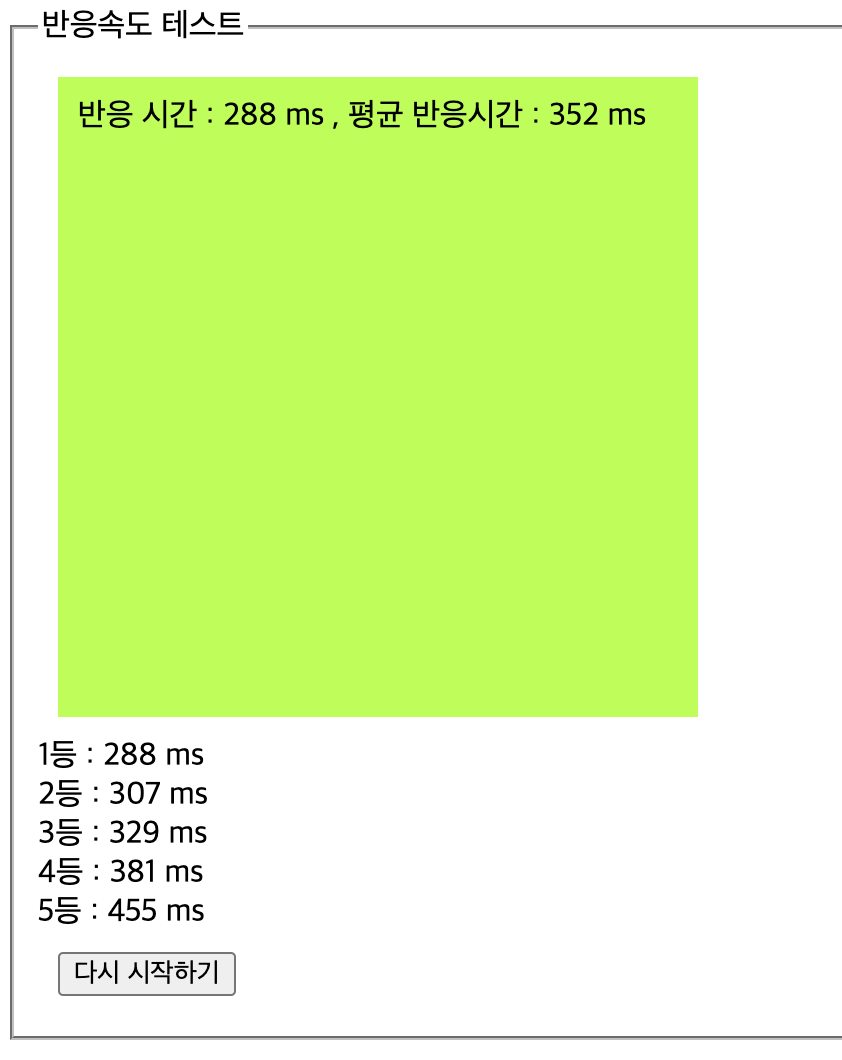 반응속도 테스트
반응 시간 : 288 ms , 평균 반응시간 : 352 ms
1등 : 288 ms
2등 : 307 ms
3등 : 329 ms
4등 : 381 ms
5등 : 455 ms
다시 시작하기